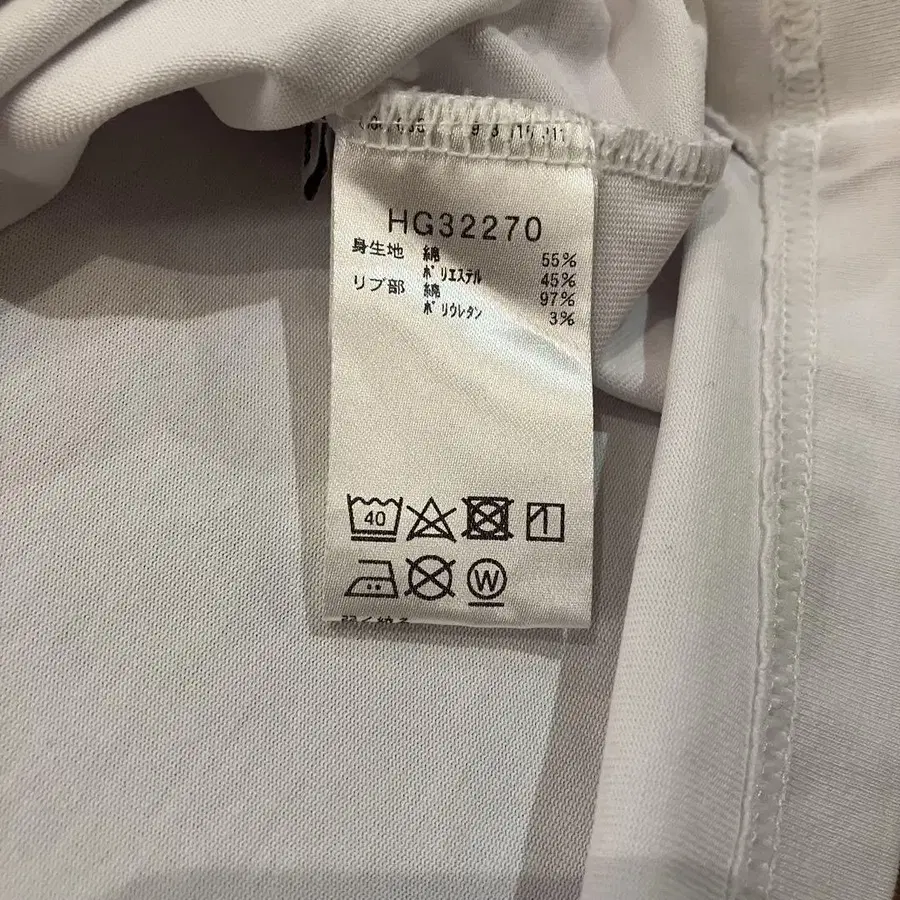 HG32270
身生地 綿 55%
ポリエステル 45%
リブ部 綿 97%
ポリウレタン 3%
40
W